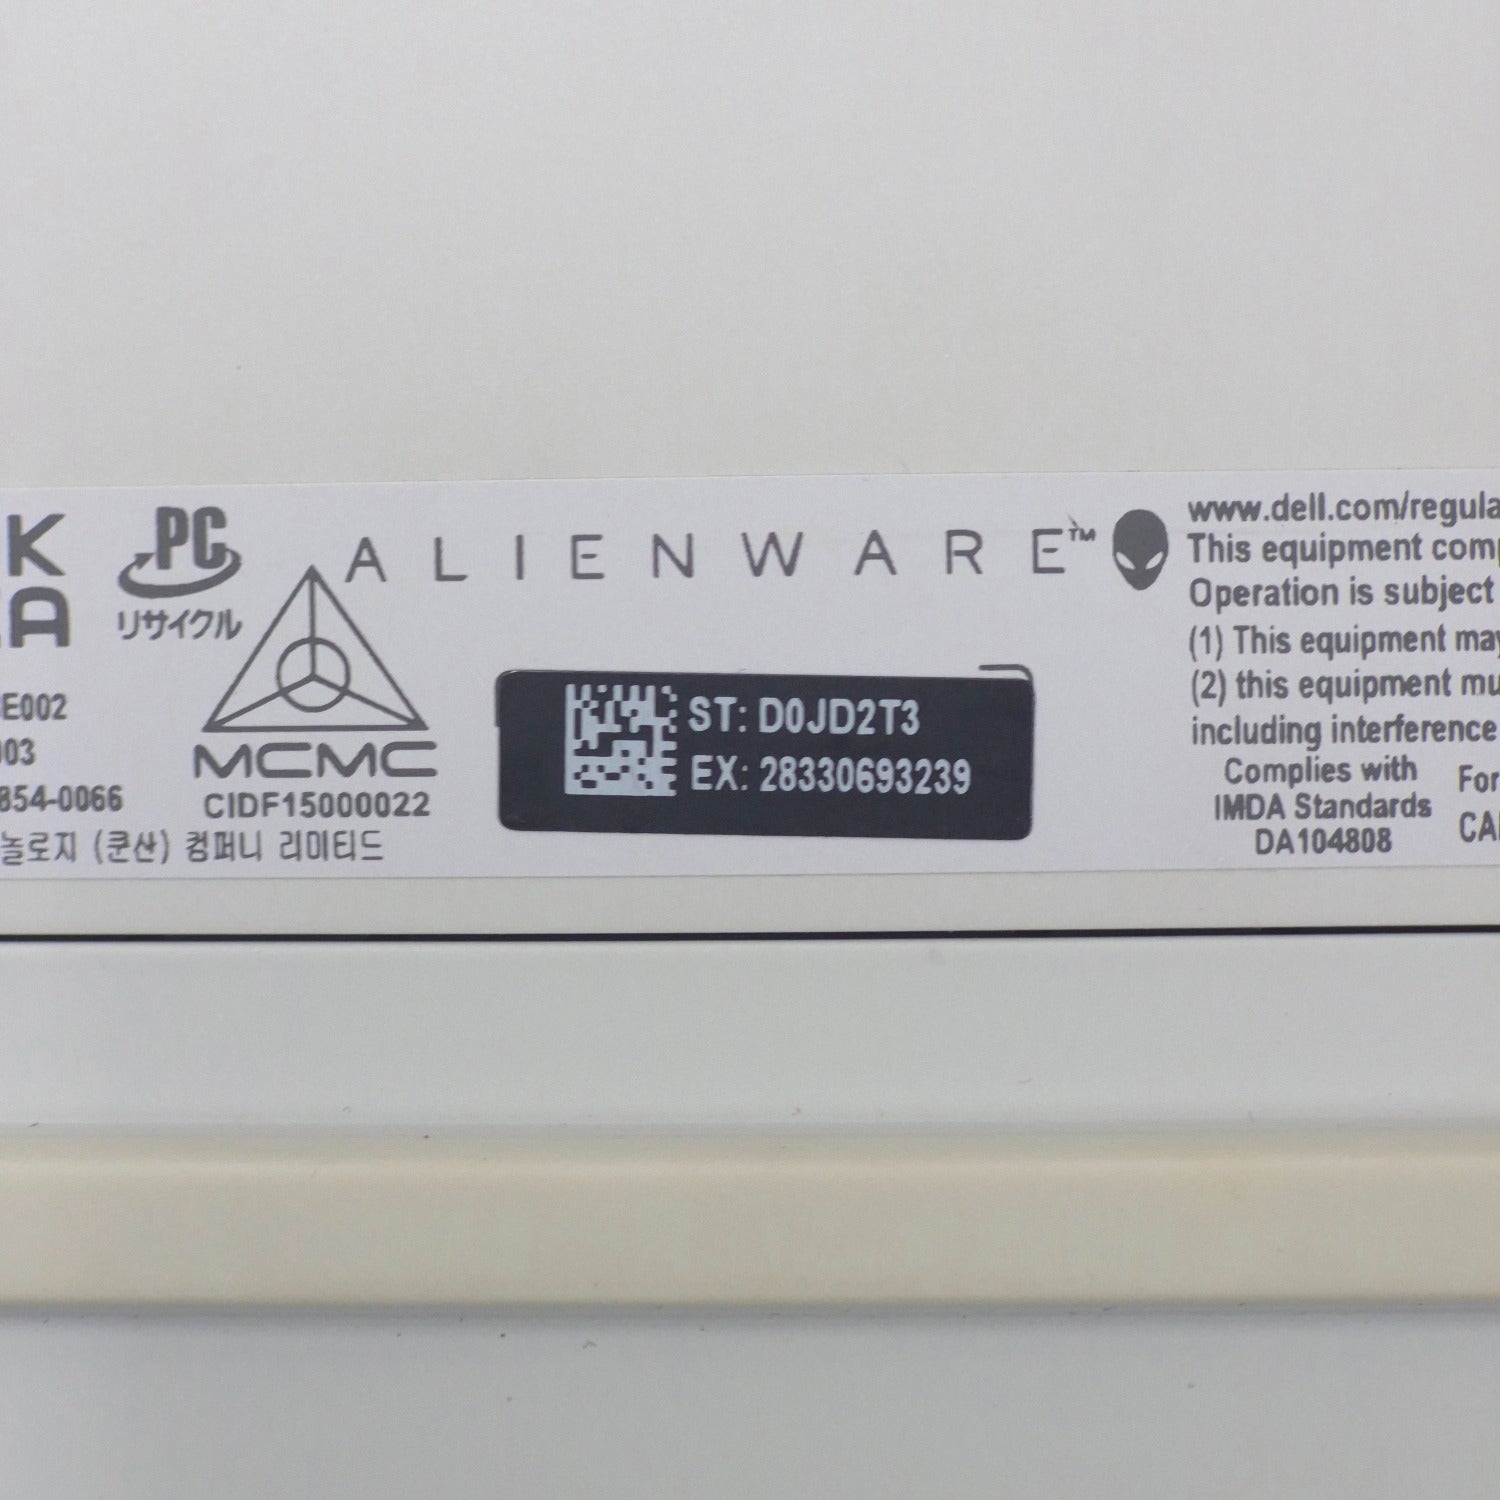 K
A
PC
リサイクル
E002
003
854-0066
놀로지 (쿤산) 컴퍼니 리미티드
MCMC
CIDF15000022
ALIENWARE™
ST: D0JD2T3
EX: 28330693239
www.dell.com/regula
This equipment comp
Operation is subject
(1) This equipment may
(2) this equipment mu
including interference
Complies with
IMDA Standards
DA104808
For
CA